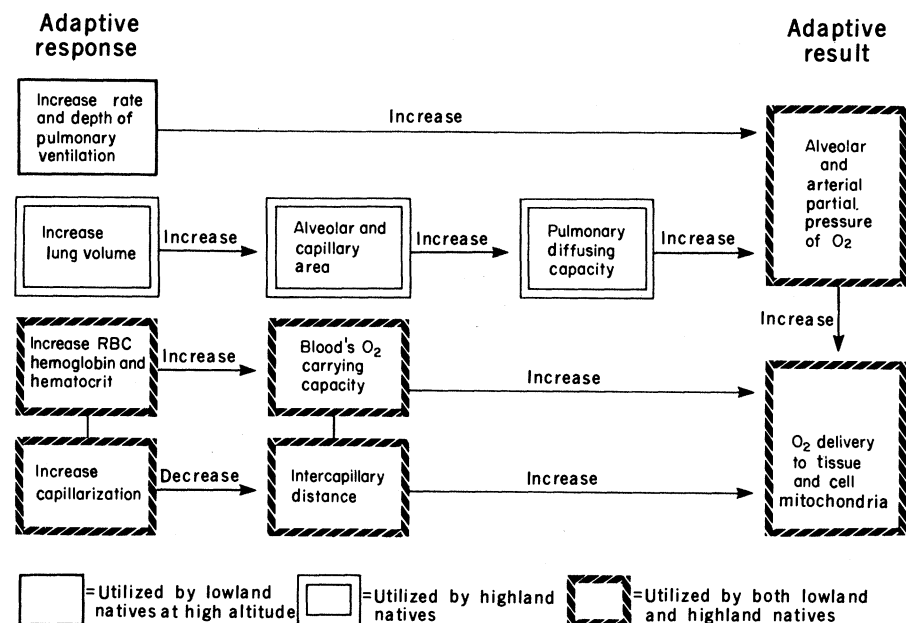 Adaptive
response
Adaptive
result
Increase rate
and depth of
pulmonary
ventilation
Increase
Alveolar
and
arterial
partial.
pressure
of O₂
Increase
lung volume
Increase
Alveolar and
capillary
area
Increase
Pulmonary
diffusing
capacity
Increase
Increase
Increase RBC
hemoglobin and
hematocrit
Increase
Blood's O₂
carrying
capacity
Increase
O₂ delivery
to tissue
and cell
mitochondria
Increase
capillarization
Decrease
Intercapillary
distance
Increase
=Utilized by lowland
natives at high altitude
=Utilized by highland
natives
=Utilized by both lowland
and highland natives